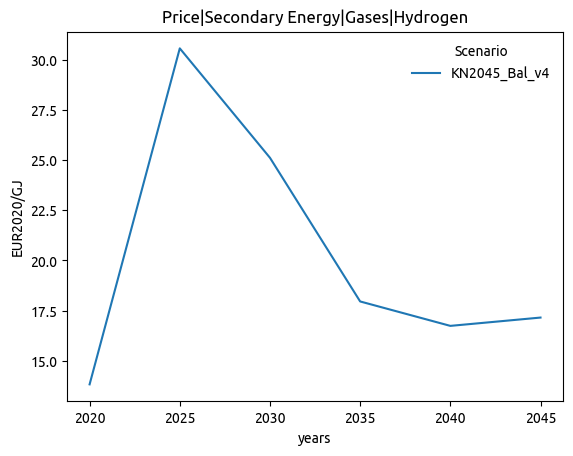 Price|Secondary Energy|Gases|Hydrogen
Scenario
KN2045_Bal_v4
EUR2020/GJ
30.0
27.5
25.0
22.5
20.0
17.5
15.0
2020 2025 2030 2035 2040 2045
years